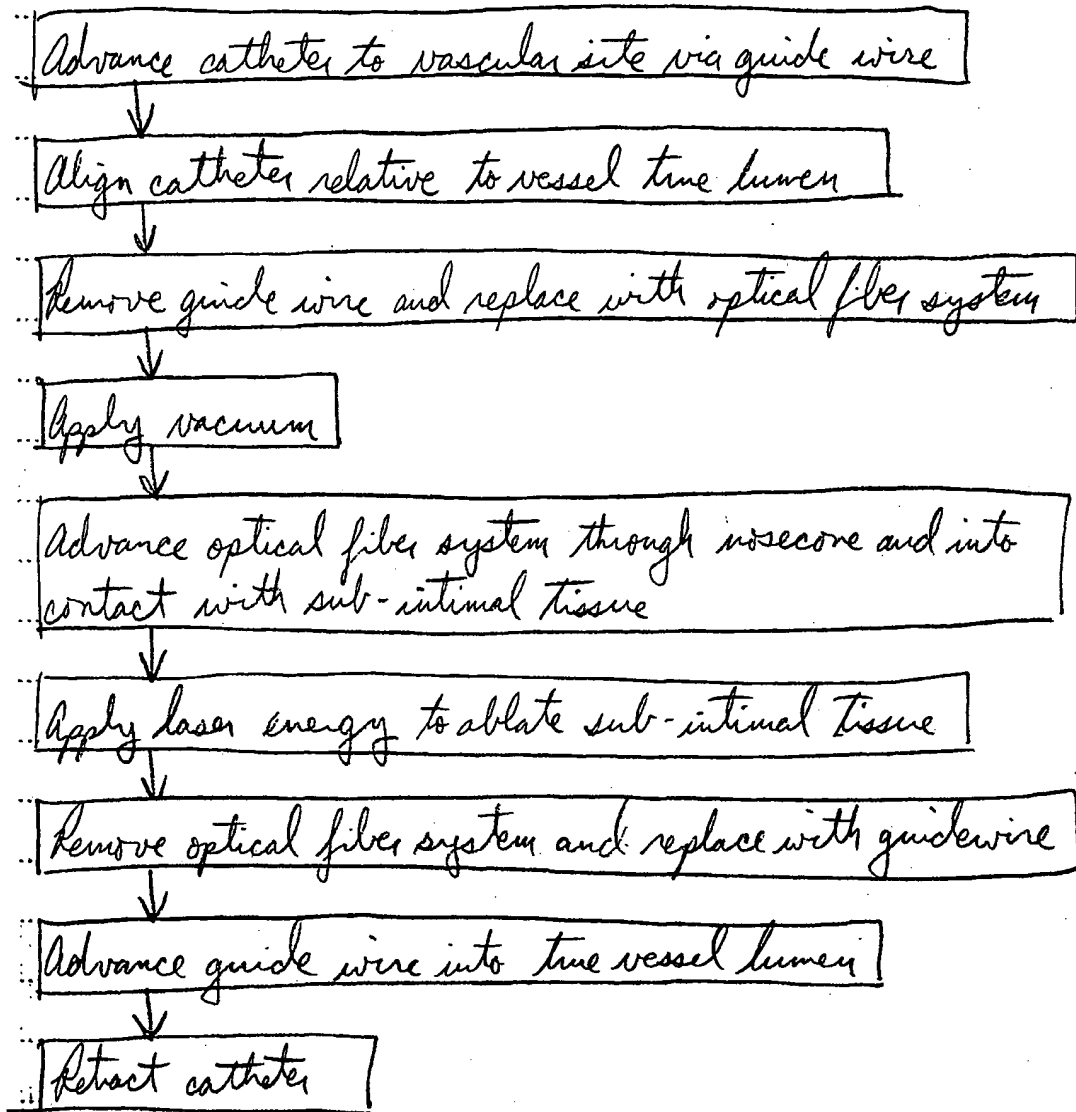 Advance catheter to vascular site via guide wire
Align catheter relative to vessel true lumen
Remove guide wire and replace with optical fiber system
Apply vacuum
Advance optical fiber system through nosecone and into
contact with sub-intimal tissue
Apply laser energy to ablate sub-intimal tissue
Remove optical fiber system and replace with guidewire
Advance guide wire into true vessel lumen
Retract catheter